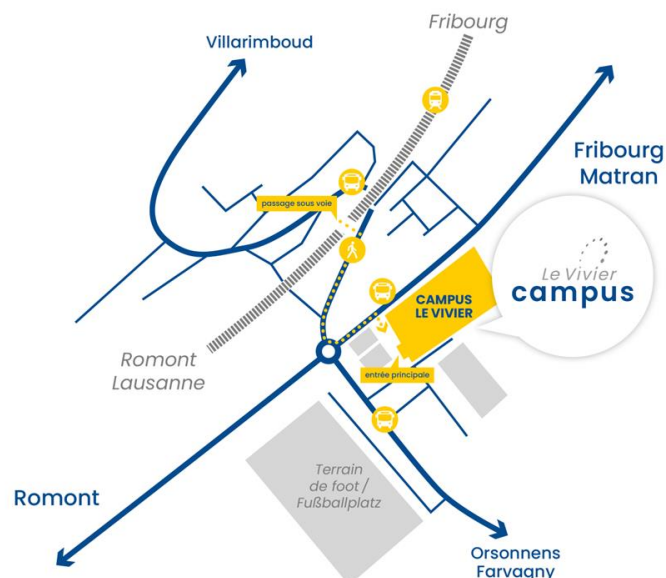 Fribourg
Villarimboud
Fribourg
Matran
passage sous voie
Le Vivier
campus
CAMPUS
LE VIVIER
Romont
Lausanne
entrée principale
Terrain
de foot /
Fußballplatz
Romont
Orsonnens
Farvagny